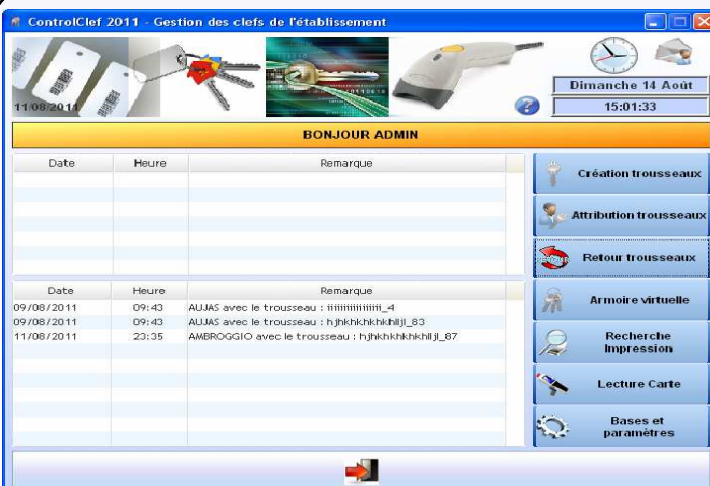 ControlClef 2011 - Gestion des clefs de l'établissement
11/08/2011
Dimanche 14 Août
15:01:33
BONJOUR ADMIN
Date Heure Remarque
Création trousseaux
Attribution trousseaux
Retour trousseaux
Armoire virtuelle
Recherche
Impression
Lecture Carte
Bases et
paramètres
Date Heure Remarque
09/08/2011 09:43 AUJAS avec le trousseau :
09/08/2011 09:43 AUJAS avec le trousseau :
11/08/2011 23:35 AMBROGGIO avec le trousseau :